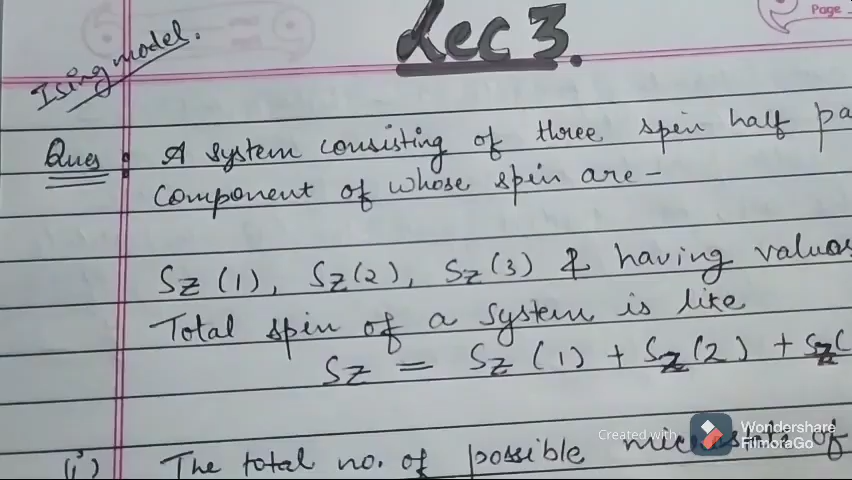 Page
Lec 3.
Ising model.
Ques : A system consisting of three spin half pa
component of whose spin are -
Sz (1), Sz(2), Sz(3) & having values
Total spin of a system is like
Sz = Sz (1) + Sz(2) + Sz(
Created with Wondershare FilmoraGo
(i) The total no. of possible microstate of